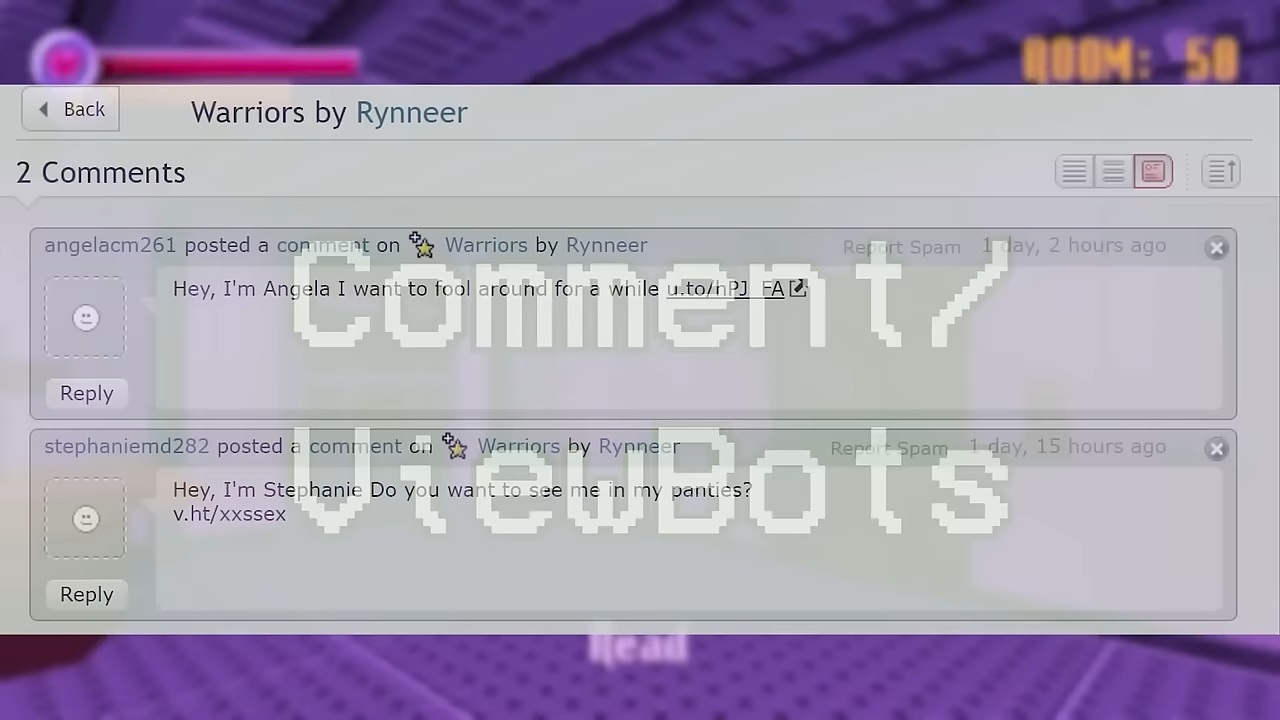 ROOM: 50
Back
Warriors by Rynneer
2 Comments
angelacm261 posted a comment on Warriors by Rynneer
Report Spam 1 day, 2 hours ago
Hey, I'm Angela I want to fool around for a while
Reply
Comment/
stephaniemd282 posted a comment on Warriors by Rynneer
Report Spam 1 day, 15 hours ago
Hey, I'm Stephanie Do you want to see me in my panties?
v.ht/xxssex
Reply
ViewBots
Read